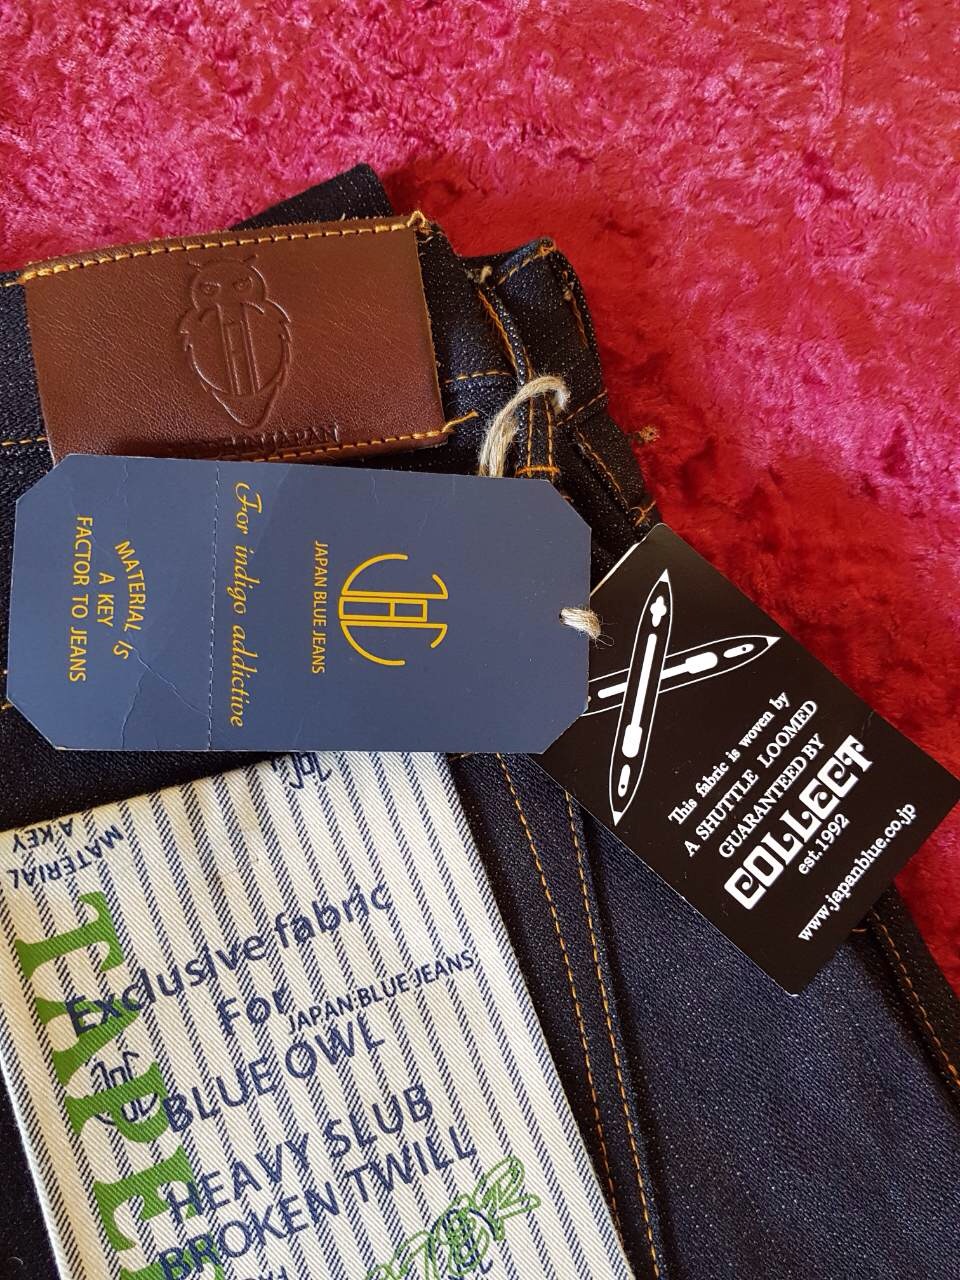 JAPAN
JAPAN BLUE JEANS
For indigo addictive
MATERIAL 's
A KEY
FACTOR TO JEANS
This fabric is woven by
A SHUTTLE LOOMED
GUARANTEED BY
COLLECT
est. 1992
www.japanblue.co.jp
MATERIAL
A KEY
Exclusive fabric
For
JAPAN BLUE JEANS
BLUE OWL
HEAVY SLUB
BROKEN TWILL